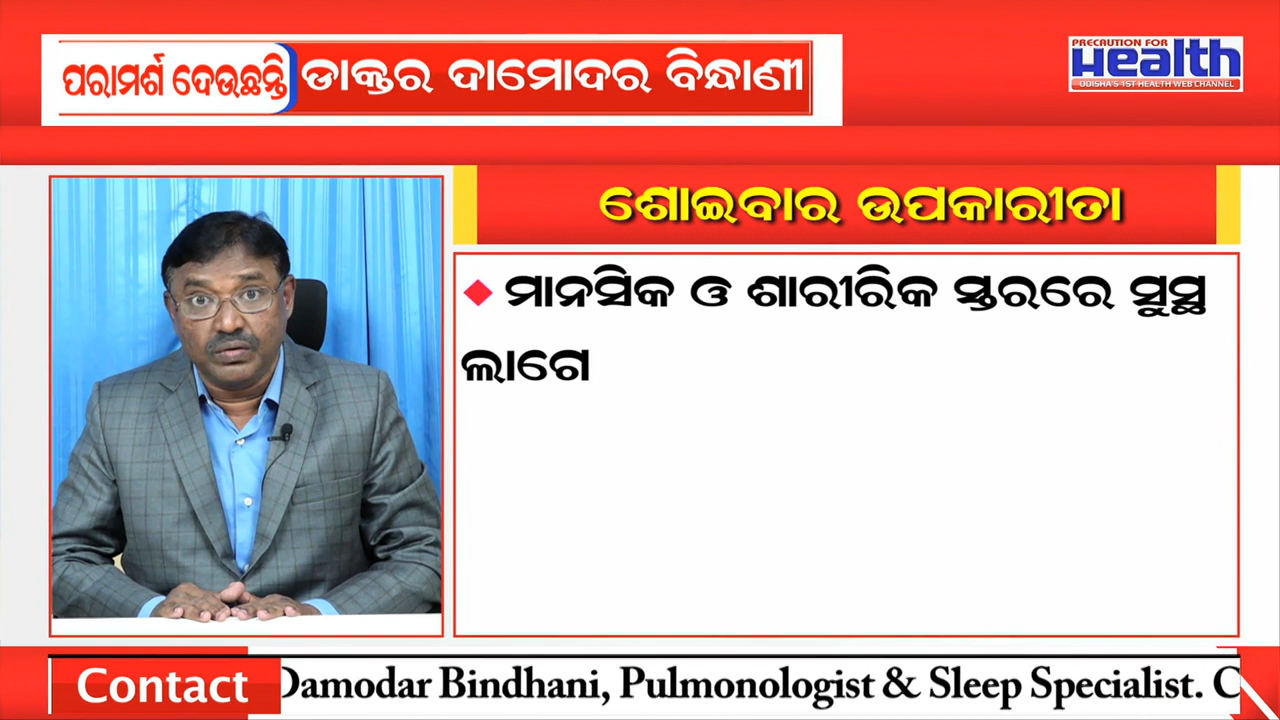 ପରାମର୍ଶ ଦେଉଛନ୍ତି ଡାକ୍ତର ଦାମୋଦର ବିନ୍ଧାଣୀ
PRECAUTION FOR
Health
ODISHA'S 1ST HEALTH WEB CHANNEL
ଶୋଇବାର ଉପକାରୀତା
ମାନସିକ ଓ ଶାରୀରିକ ସ୍ତରରେ ସୁସ୍ଥ
ଲାଗେ
Contact Damodar Bindhani, Pulmonologist & Sleep Specialist. C